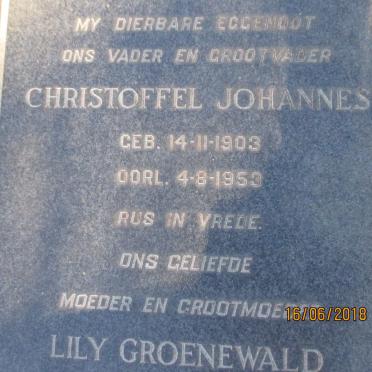 MY DIERBARE EGGENOOT
ONS VADER EN GROOTVADER
CHRISTOFFEL JOHANNES
GEB. 14-11-1903
OORL. 4-8-1953
RUS IN VREDE.
ONS GELIEFDE
MOEDER EN GROOTMOEDER
16/06/2018
LILY GROENEWALD